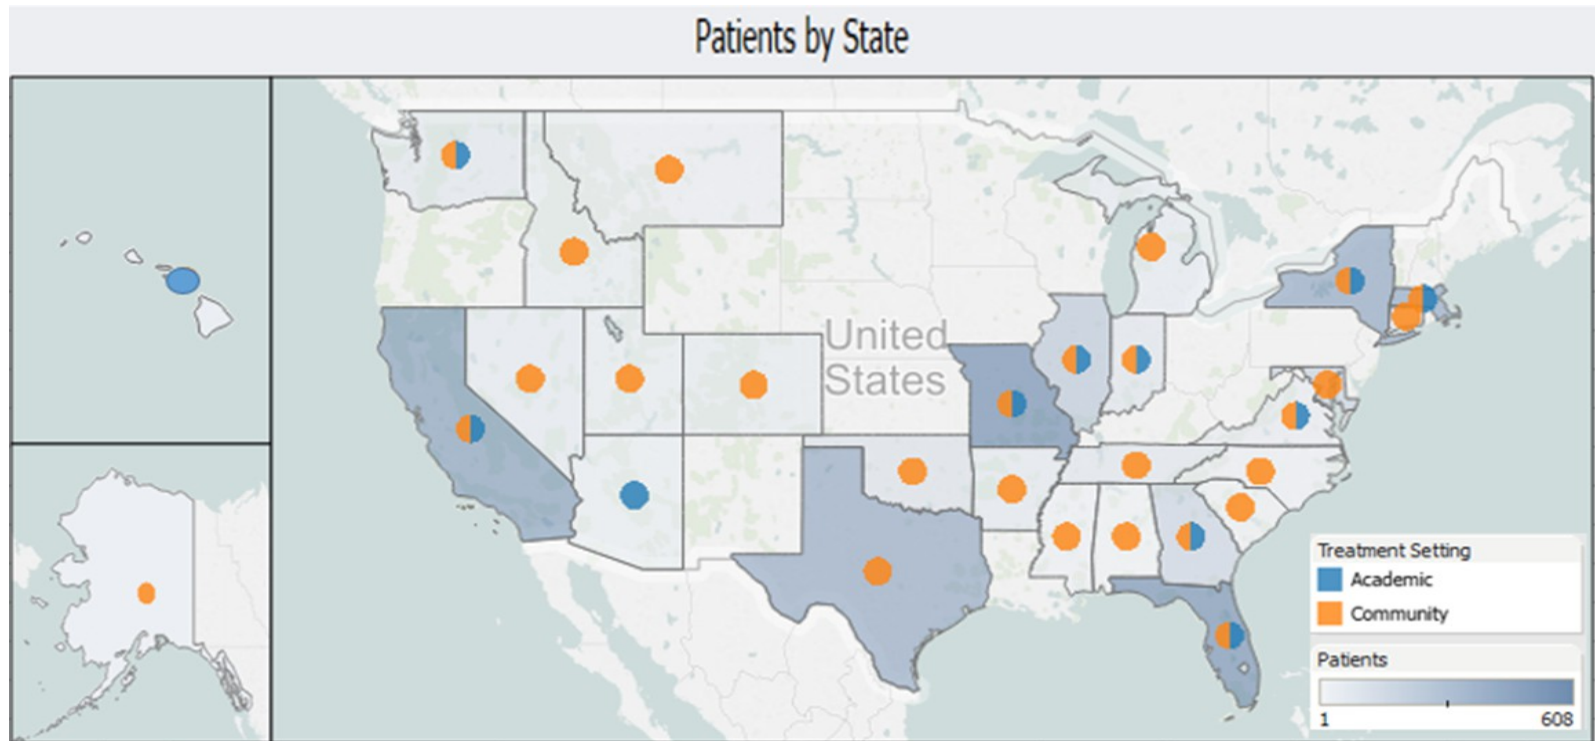 Patients by State
United
States
Treatment Setting
Academic
Community
Patients
1
608